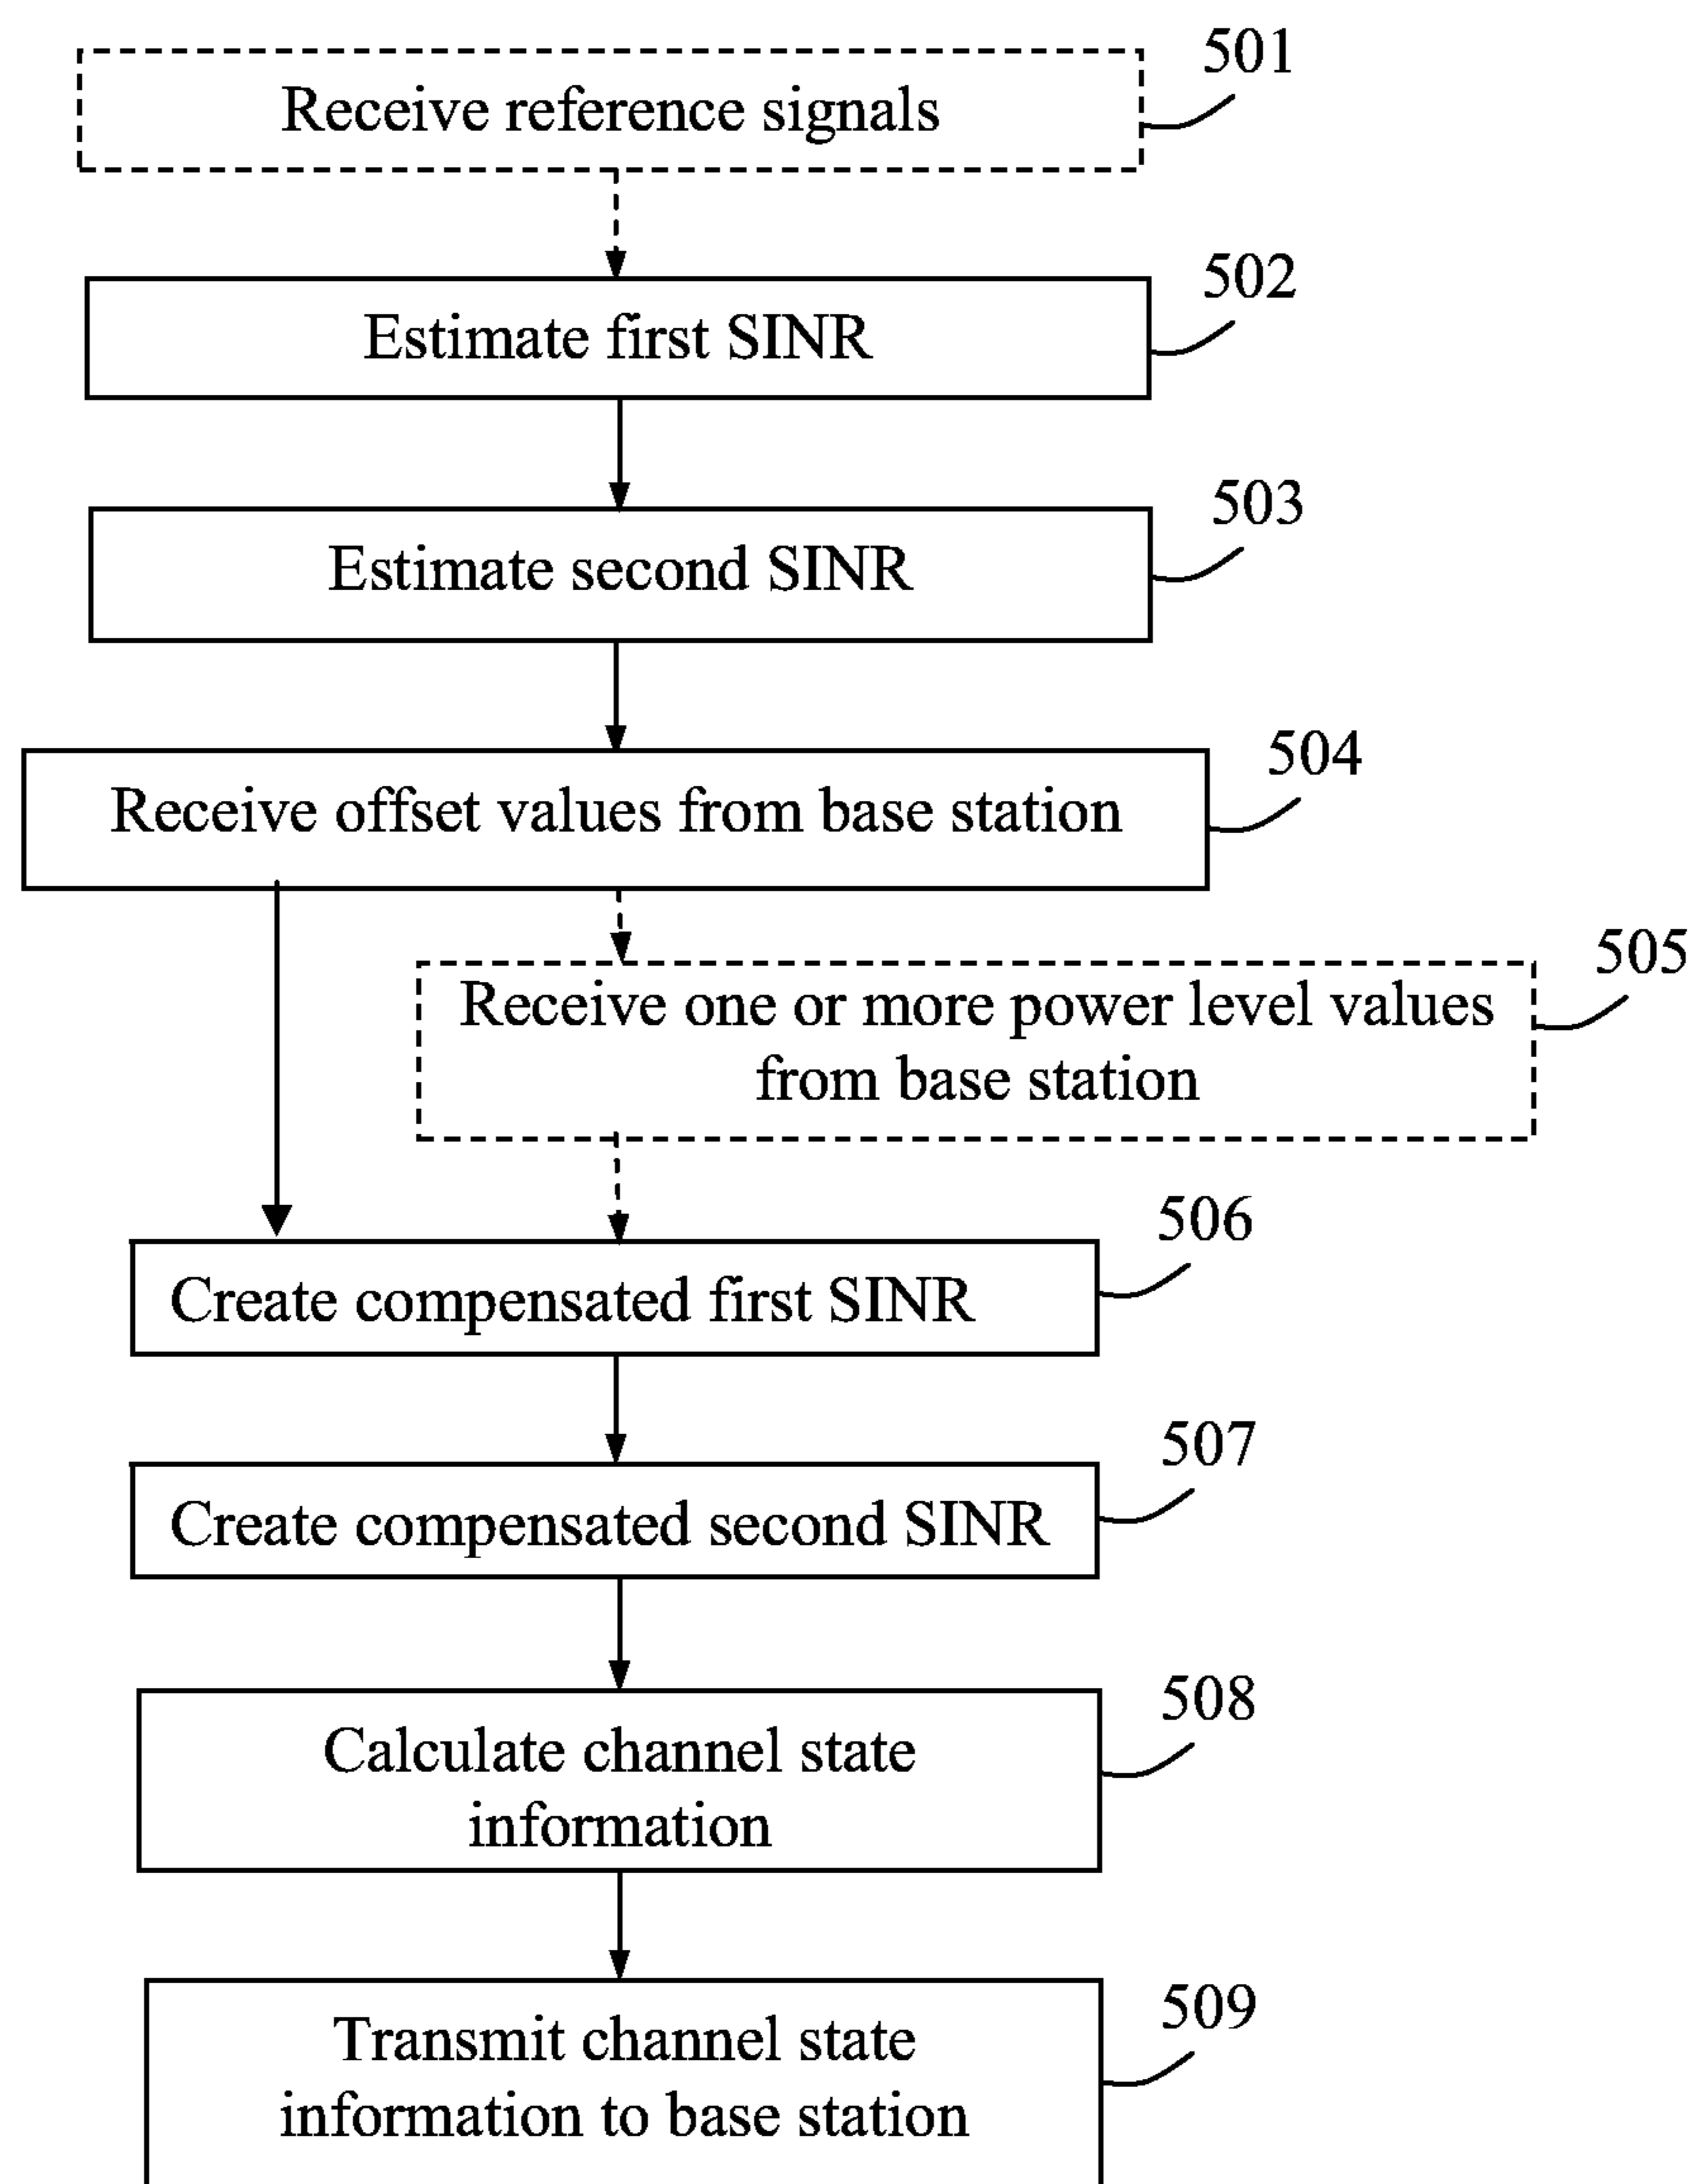 501
Receive reference signals
502
Estimate first SINR
503
Estimate second SINR
504
Receive offset values from base station
505
Receive one or more power level values
from base station
506
Create compensated first SINR
507
Create compensated second SINR
508
Calculate channel state
information
509
Transmit channel state
information to base station